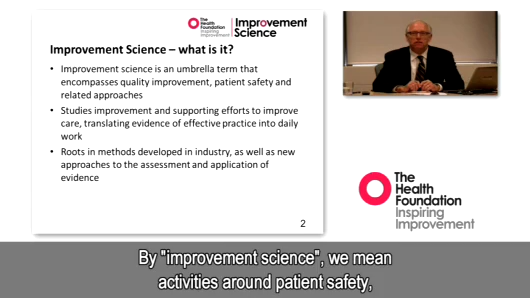 The
Health
Foundation
Inspiring
Improvement
Improvement
Science
Improvement Science – what is it?
• Improvement science is an umbrella term that
encompasses quality improvement, patient safety and
related approaches
• Studies improvement and supporting efforts to improve
care, translating evidence of effective practice into daily
work
• Roots in methods developed in industry, as well as new
approaches to the assessment and application of
evidence
2
The
Health
Foundation
Inspiring
Improvement
By "improvement science", we mean
activities around patient safety,